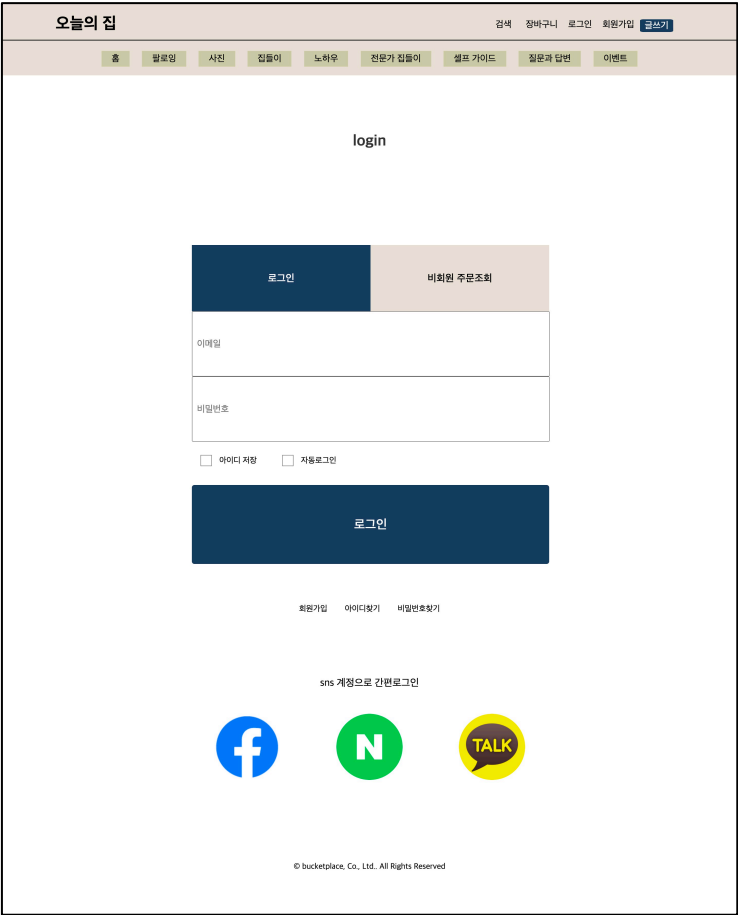 오늘의 집
검색 장바구니 로그인 회원가입 글쓰기
홈 팔로잉 사진 집들이 노하우 전문가 집들이 셀프 가이드 질문과 답변 이벤트
login
로그인 비회원 주문조회
이메일
비밀번호
아이디 저장 자동로그인
로그인
회원가입 아이디찾기 비밀번호찾기
sns 계정으로 간편로그인
f N TALK
© bucketplace, Co., Ltd.. All Rights Reserved